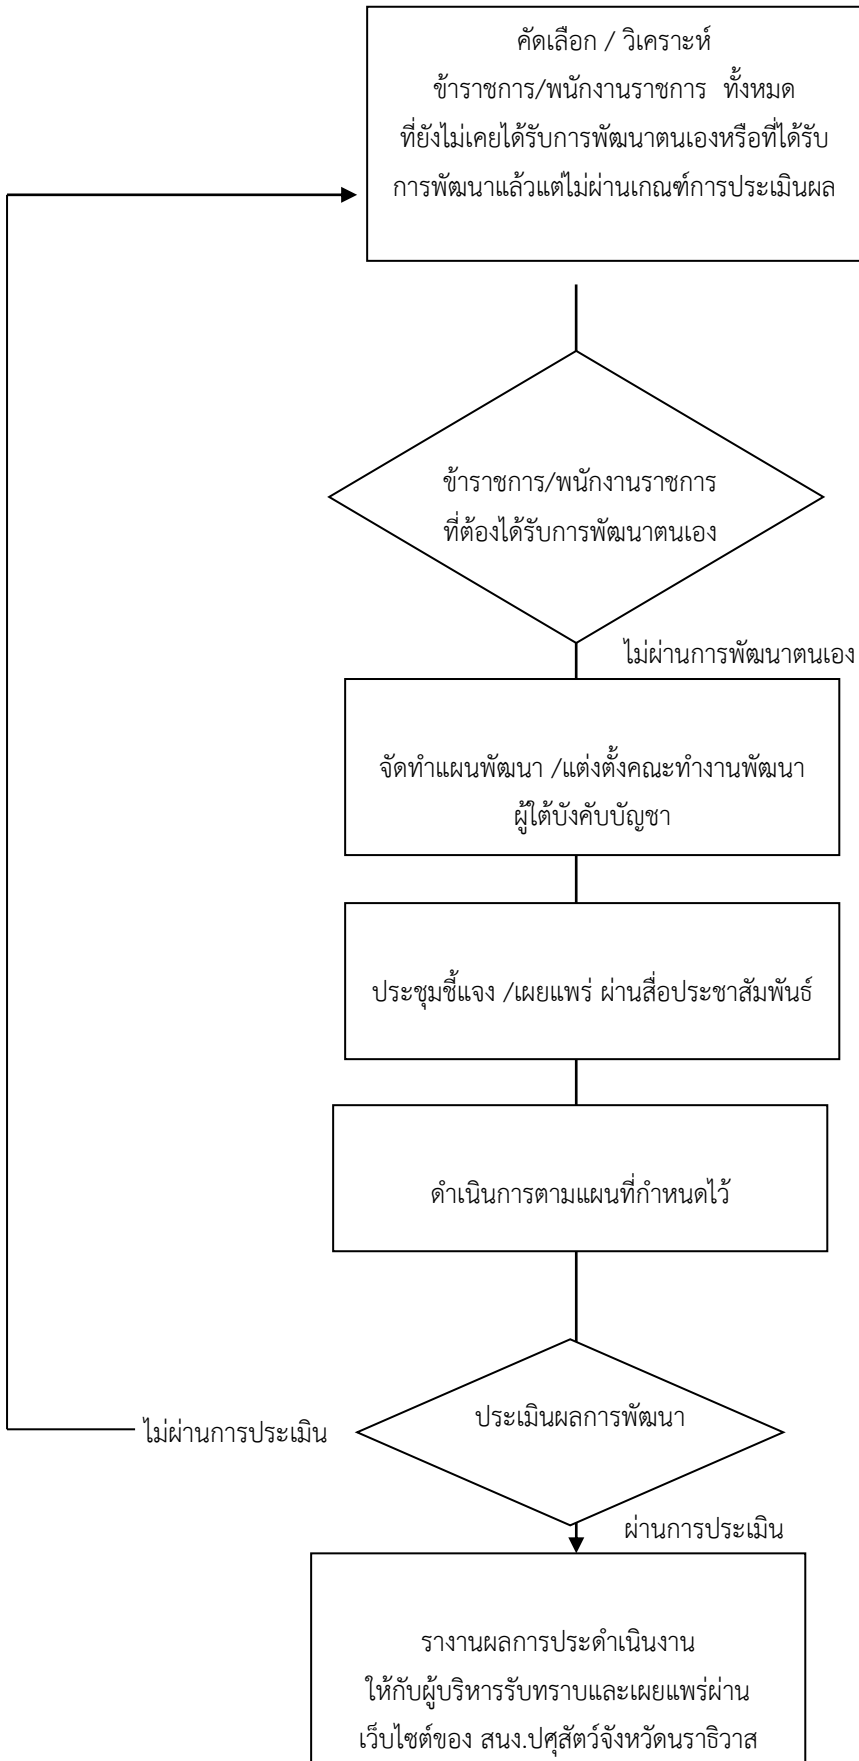 คัดเลือก / วิเคราะห์
ข้าราชการ/พนักงานราชการ ทั้งหมด
ที่ยังไม่เคยได้รับการพัฒนาตนเองหรือที่ได้รับ
การพัฒนาแล้วแต่ไม่ผ่านเกณฑ์การประเมินผล
ข้าราชการ/พนักงานราชการ
ที่ต้องได้รับการพัฒนาตนเอง
ไม่ผ่านการพัฒนาตนเอง
จัดทำแผนพัฒนา /แต่งตั้งคณะทำงานพัฒนา
ผู้ใต้บังคับบัญชา
ประชุมชี้แจง /เผยแพร่ ผ่านสื่อประชาสัมพันธ์
ดำเนินการตามแผนที่กำหนดไว้
ประเมินผลการพัฒนา
ไม่ผ่านการประเมิน
ผ่านการประเมิน
รางานผลการประดำเนินงาน
ให้กับผู้บริหารรับทราบและเผยแพร่ผ่าน
เว็บไซต์ของ สนง.ปศุสัตว์จังหวัดนราธิวาส